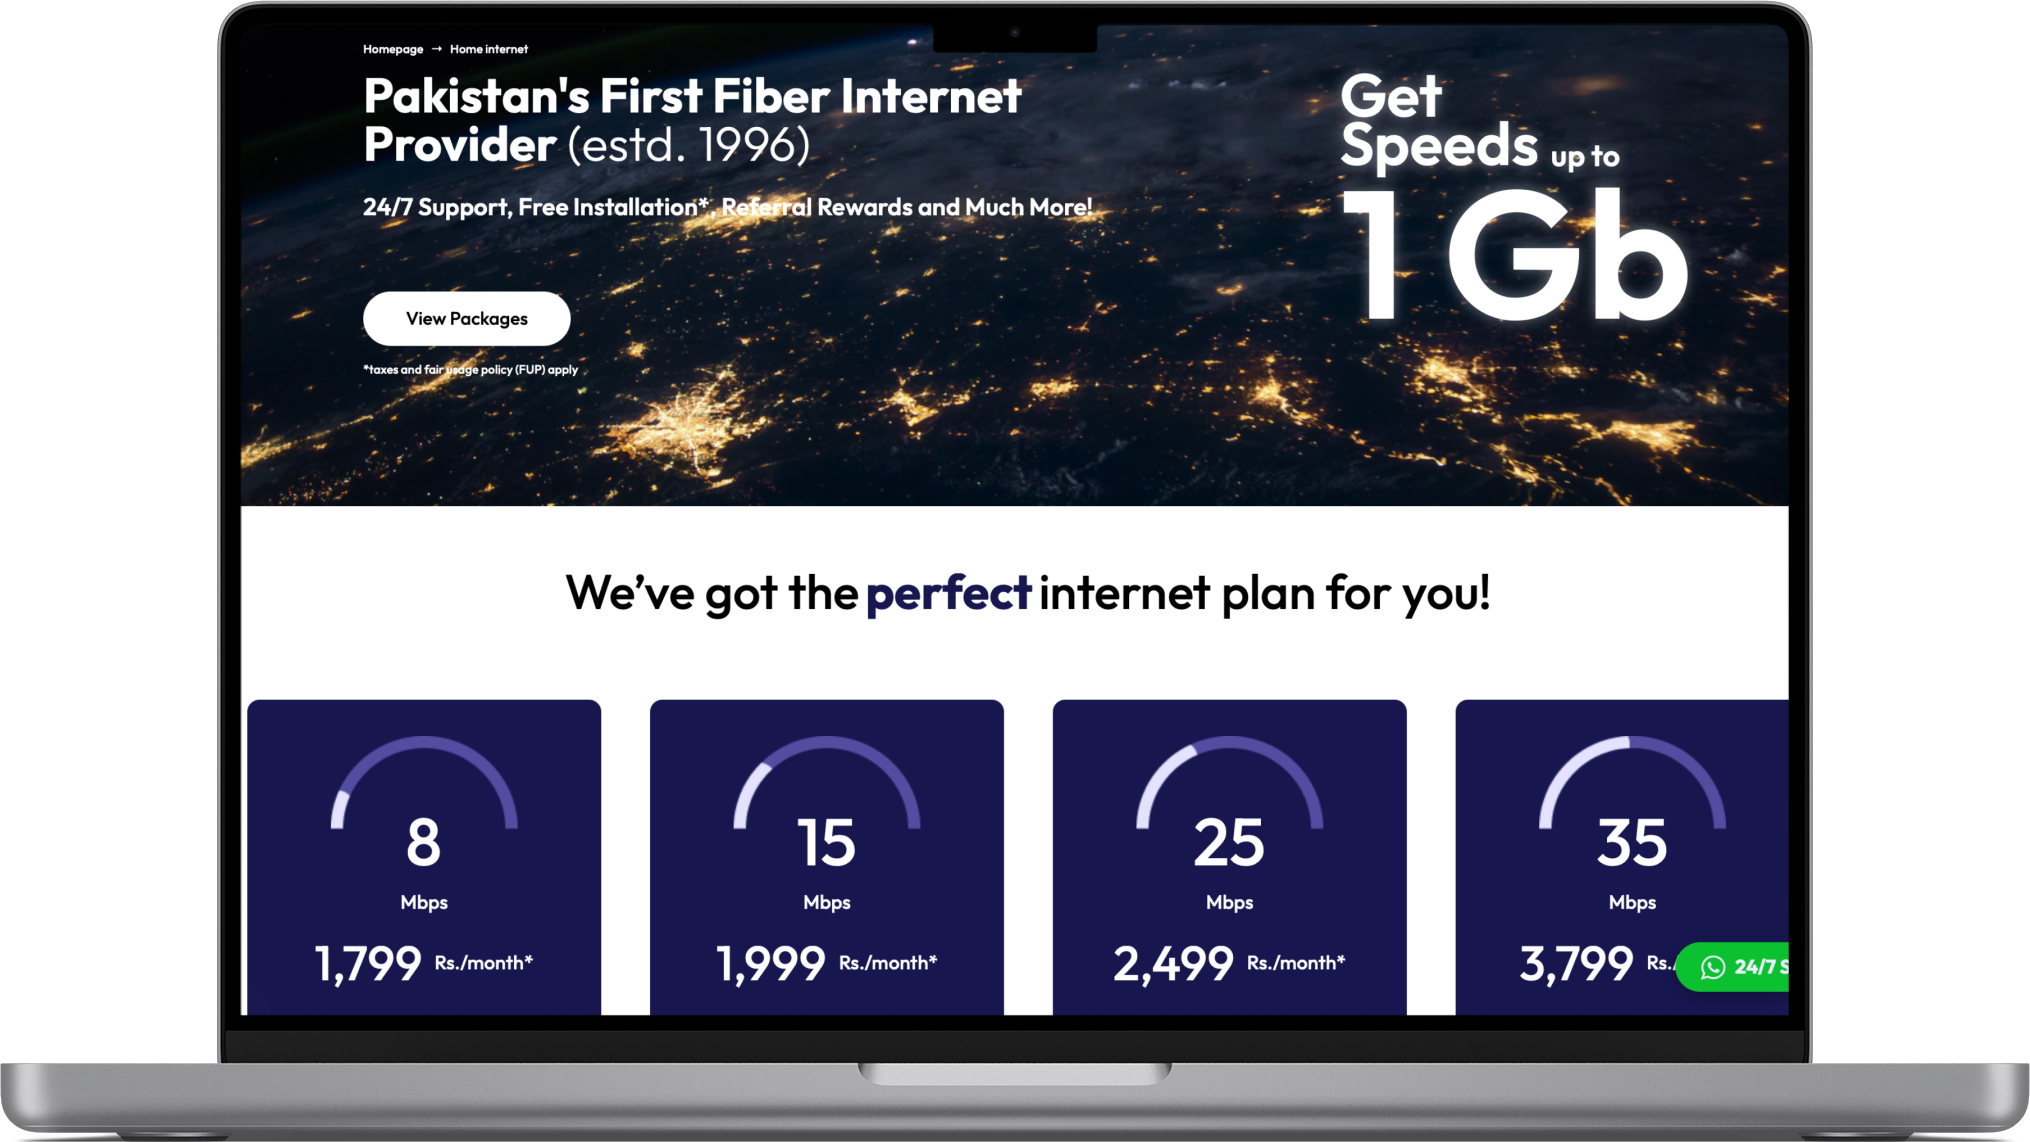 Homepage → Home internet
Pakistan's First Fiber Internet
Provider (estd. 1996)
24/7 Support, Free Installation*, Referral Rewards and Much More!
View Packages
*taxes and fair usage policy (FUP) apply
Get
Speeds up to
1 Gb
We've got the perfect internet plan for you!
8
Mbps
1,799 Rs./month*
15
Mbps
1,999 Rs./month*
25
Mbps
2,499 Rs./month*
35
Mbps
3,799 Rs./
24/7 S